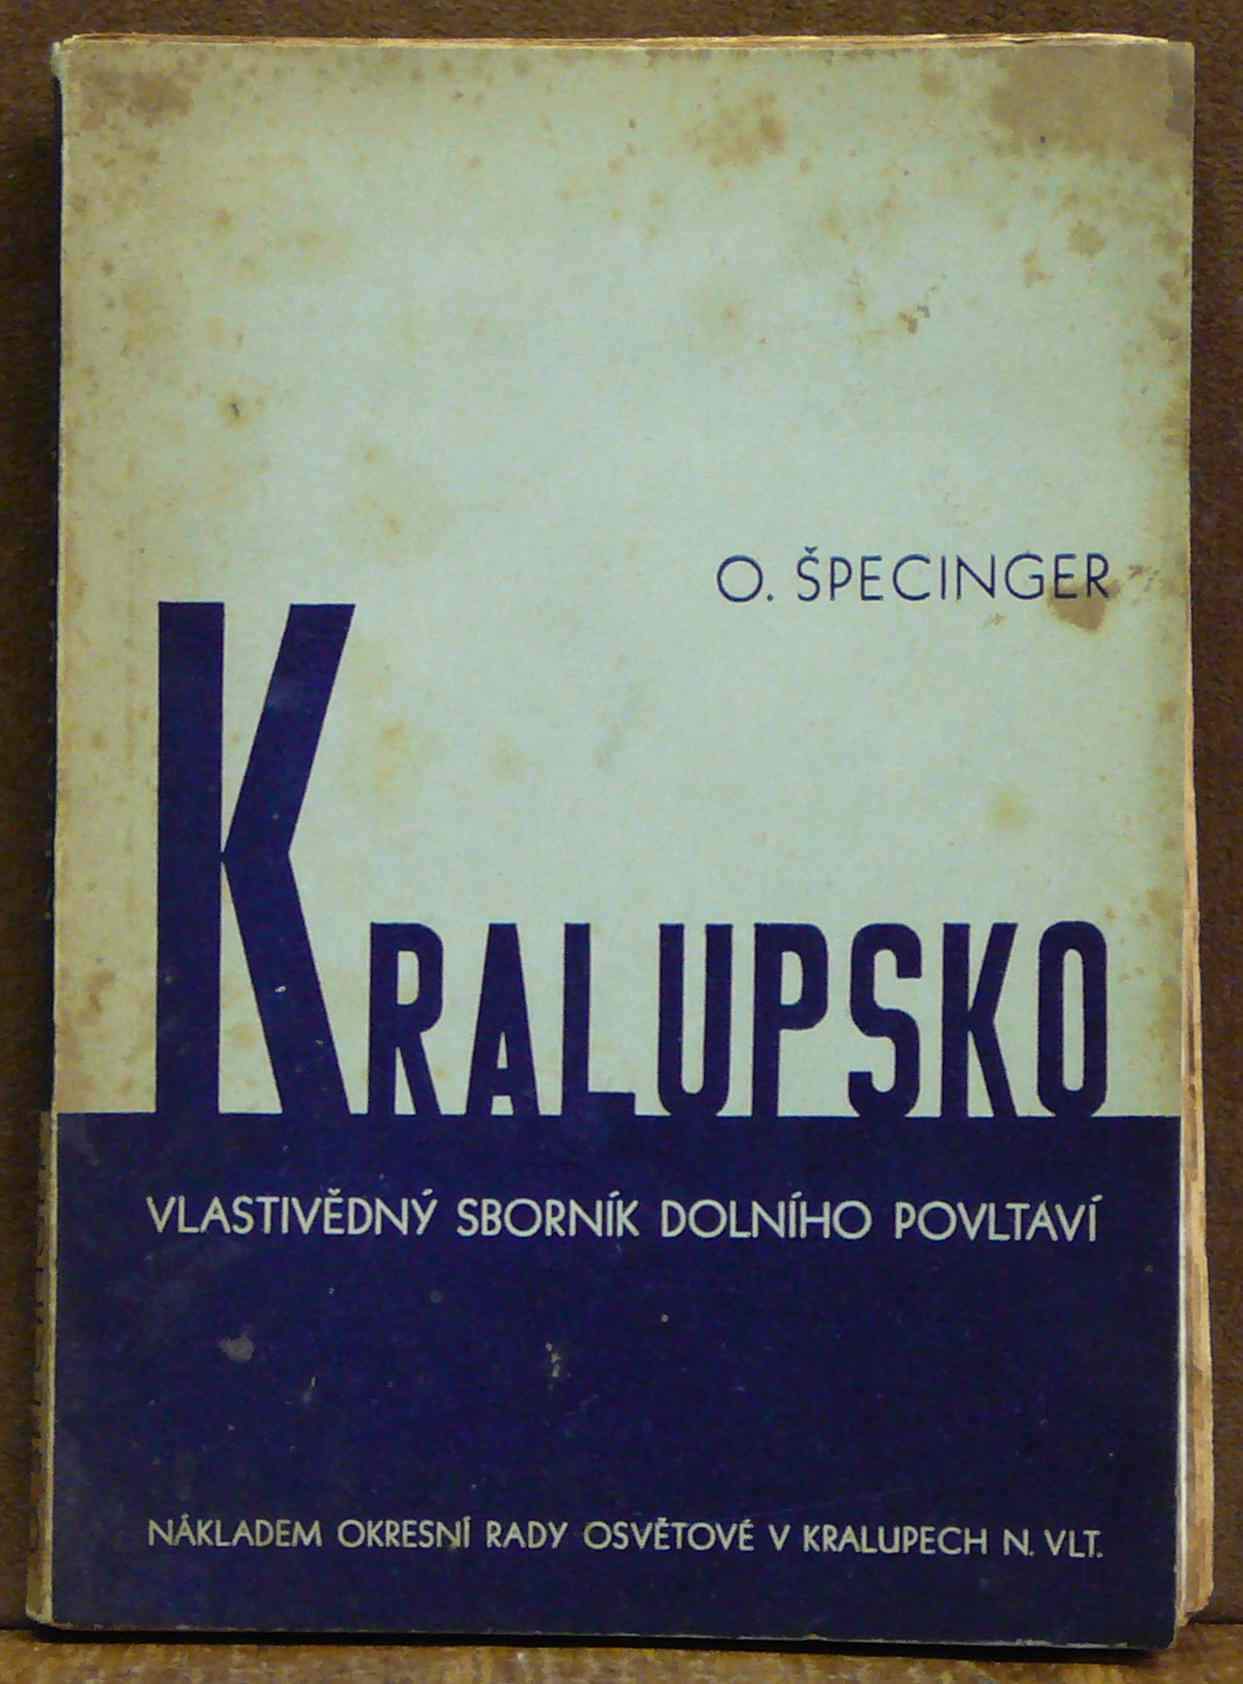 O. ŠPECINGER
KRALUPSKO
VLASTIVĚDNÝ SBORNÍK DOLNÍHO POVLTAVÍ
NÁKLADEM OKRESNÍ RADY OSVĚTOVÉ V KRALUPECH N. VLT.